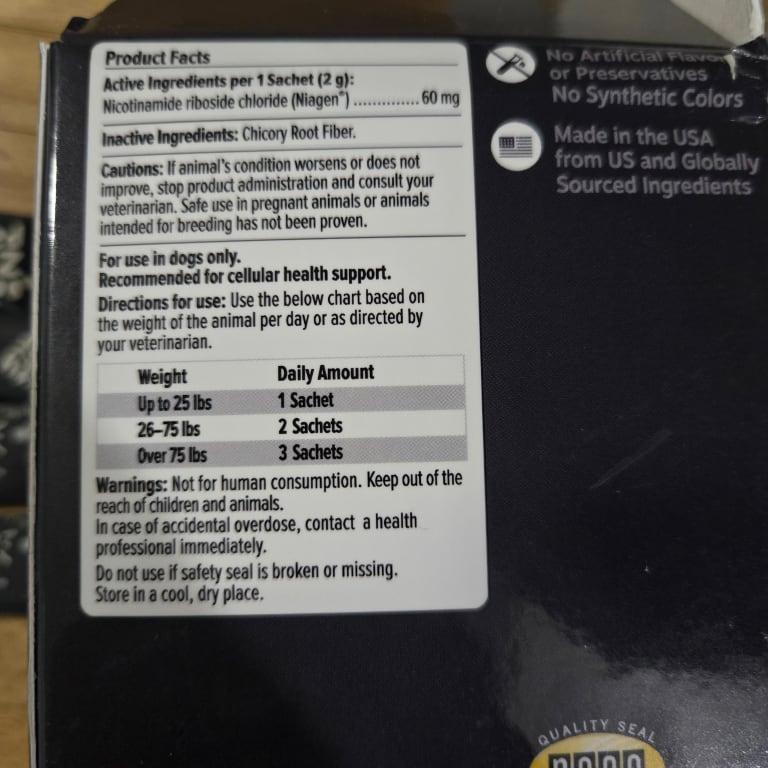 Product Facts
Active Ingredients per 1 Sachet (2 g):
Nicotinamide riboside chloride (Niagen®) ............... 60 mg
Inactive Ingredients: Chicory Root Fiber.
Cautions: If animal's condition worsens or does not
improve, stop product administration and consult your
veterinarian. Safe use in pregnant animals or animals
intended for breeding has not been proven.
For use in dogs only.
Recommended for cellular health support.
Directions for use: Use the below chart based on
the weight of the animal per day or as directed by
your veterinarian.
Weight Daily Amount
Up to 25 lbs 1 Sachet
26–75 lbs 2 Sachets
Over 75 lbs 3 Sachets
Warnings: Not for human consumption. Keep out of the
reach of children and animals.
In case of accidental overdose, contact a health
professional immediately.
Do not use if safety seal is broken or missing.
Store in a cool, dry place.
No Artificial
or Preservatives
No Synthetic Colors
Made in the USA
from US and Globally
Sourced Ingredients
QUALITY SEAL